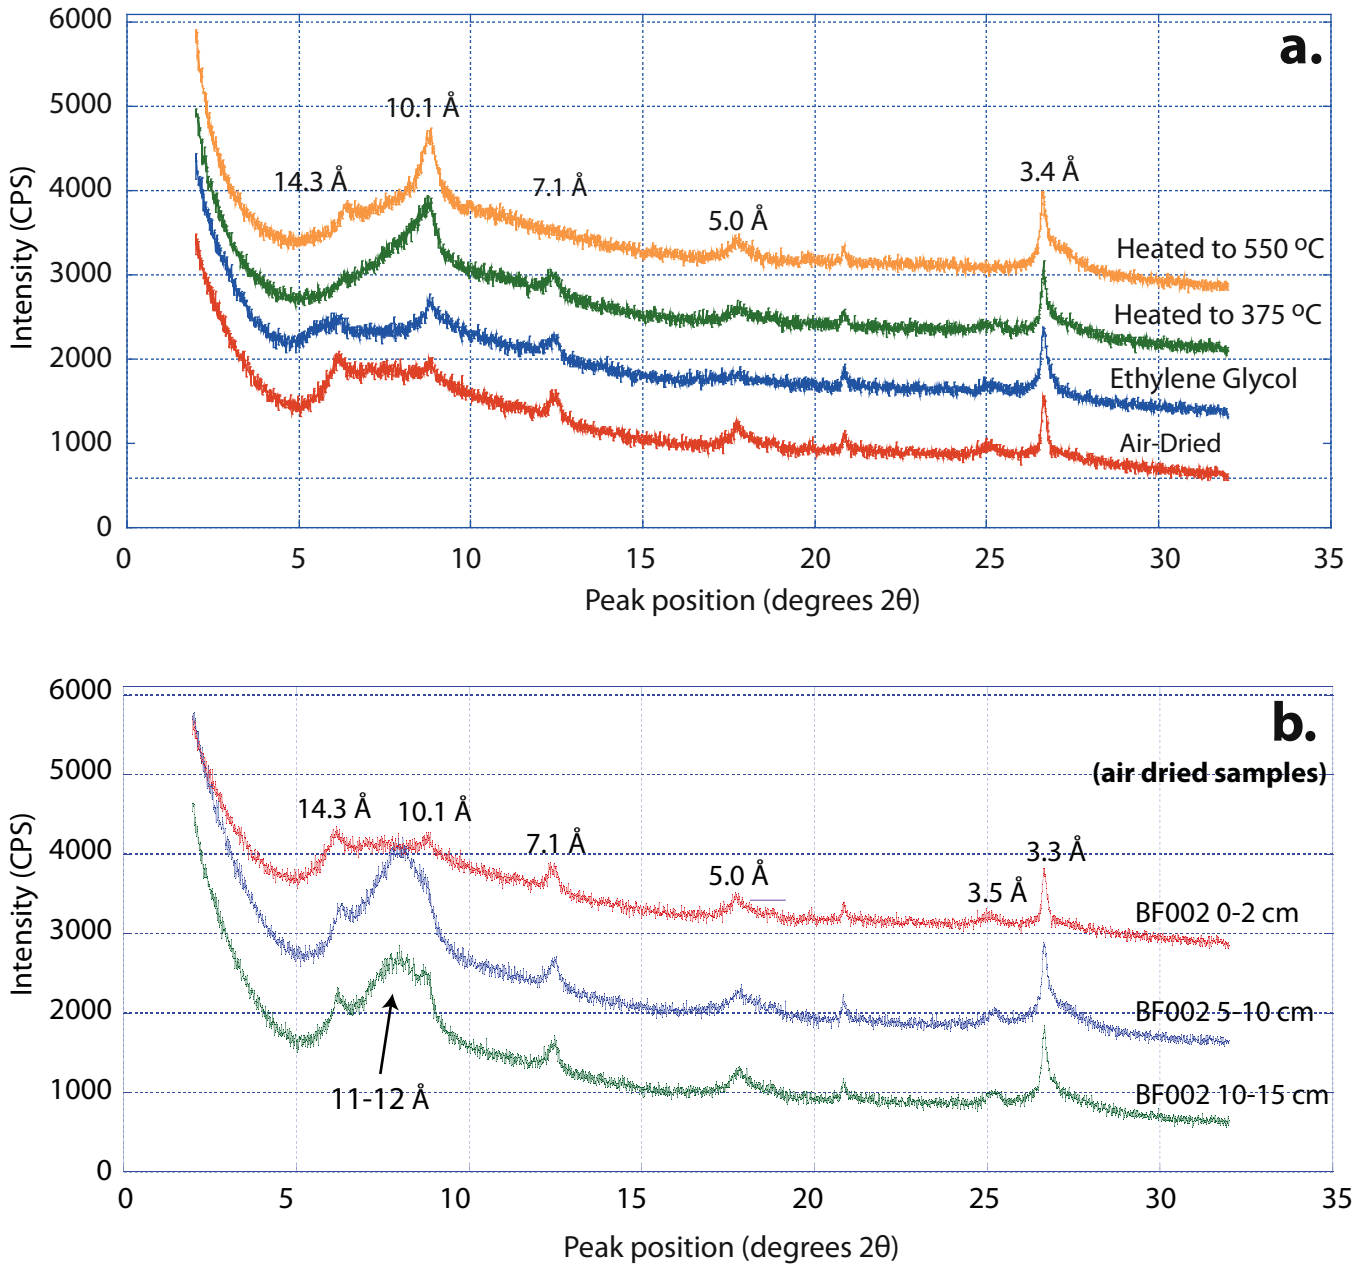 a.
6000
5000
4000
3000
2000
1000
0
Intensity (CPS)
14.3 Å
10.1 Å
7.1 Å
5.0 Å
3.4 Å
Heated to 550 ºC
Heated to 375 ºC
Ethylene Glycol
Air-Dried
0 5 10 15 20 25 30 35
Peak position (degrees 2θ)
b.
(air dried samples)
6000
5000
4000
3000
2000
1000
0
Intensity (CPS)
14.3 Å
10.1 Å
7.1 Å
5.0 Å
3.5 Å
3.3 Å
BF002 0-2 cm
BF002 5-10 cm
BF002 10-15 cm
11-12 Å
0 5 10 15 20 25 30 35
Peak position (degrees 2θ)